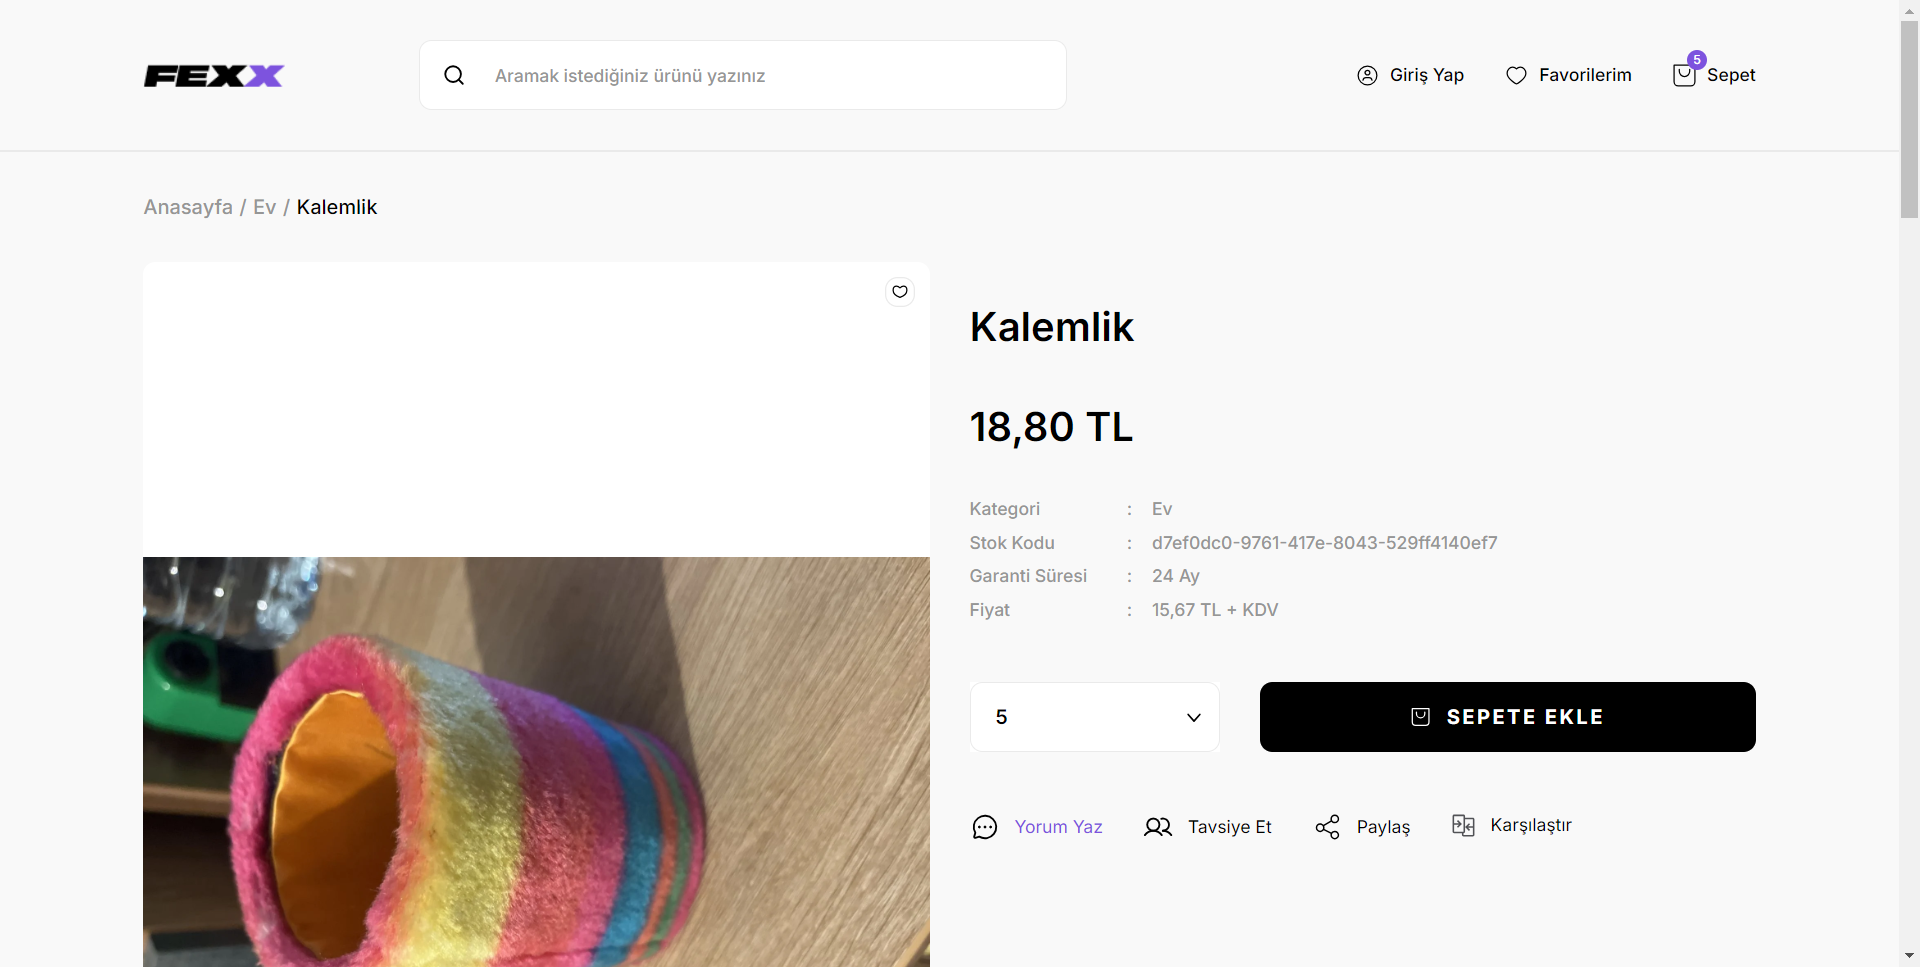 FEXX
Aramak istediğiniz ürünü yazınız
Giriş Yap
Favorilerim
5
Sepet
Anasayfa / Ev / Kalemlik
Kalemlik
18,80 TL
Kategori : Ev
Stok Kodu : d7ef0dc0-9761-417e-8043-529ff4140ef7
Garanti Süresi : 24 Ay
Fiyat : 15,67 TL + KDV
5
SEPETE EKLE
Yorum Yaz
Tavsiye Et
Paylaş
Karşılaştır